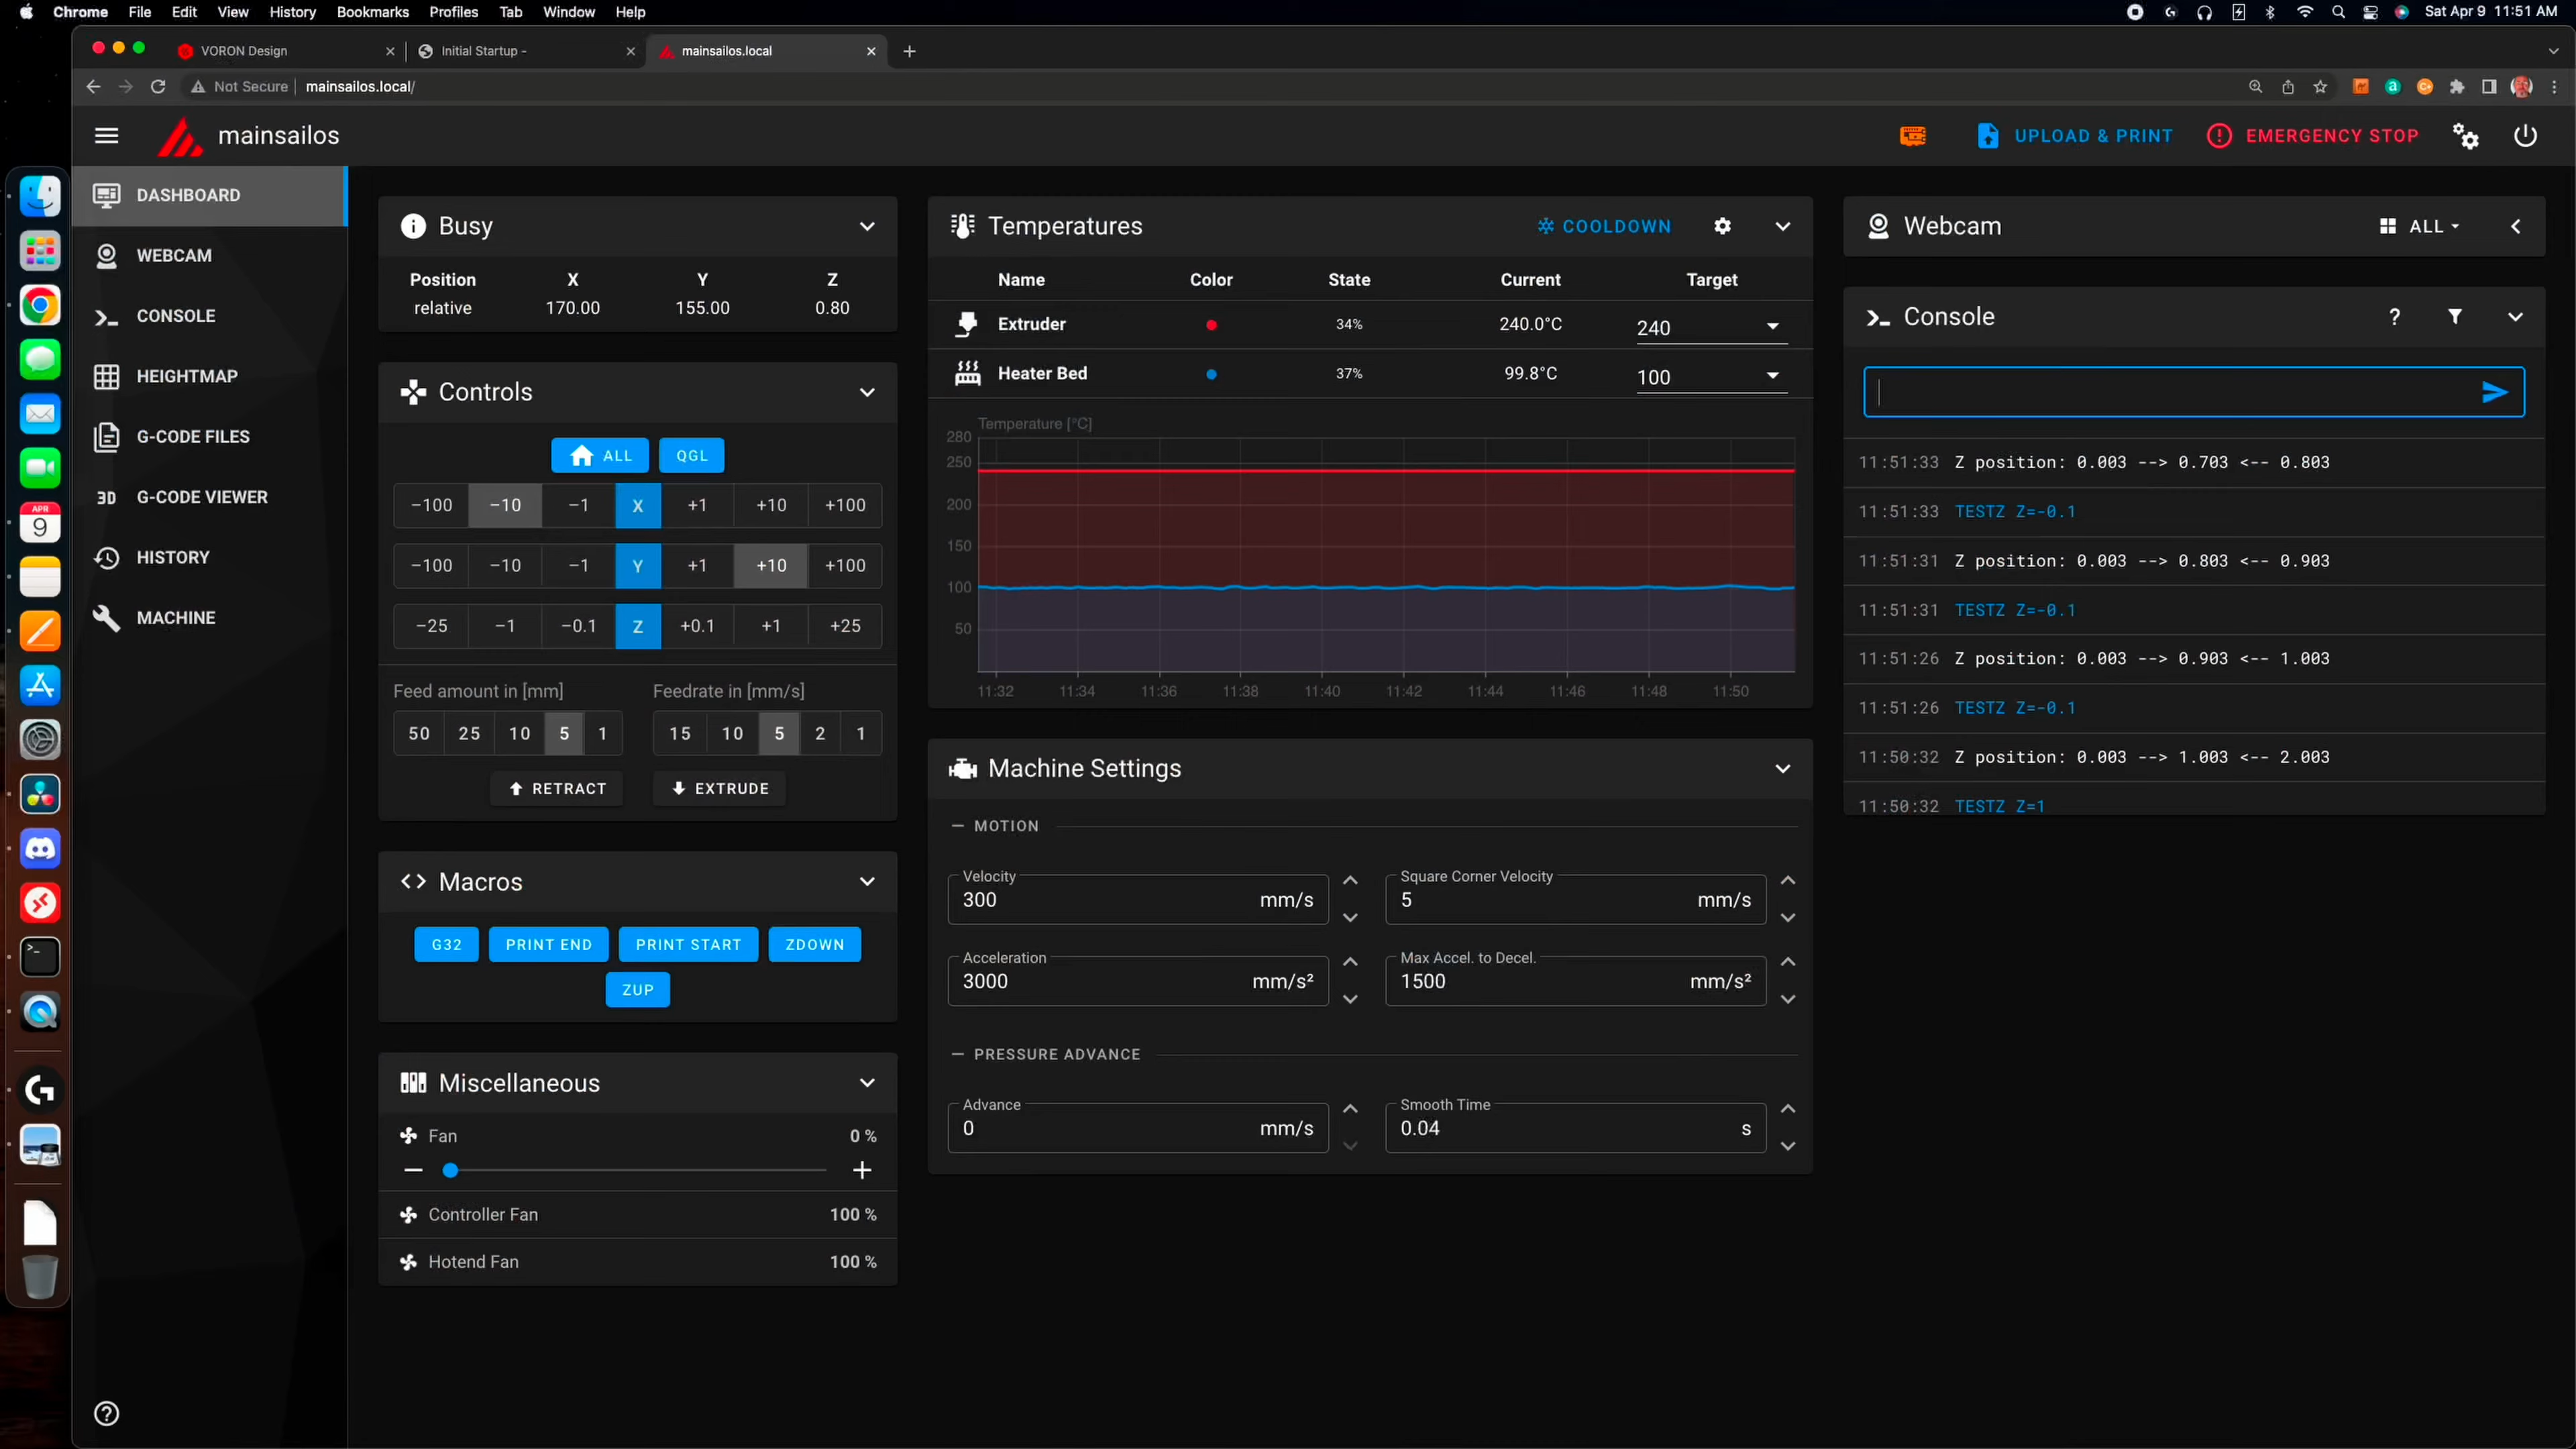 Chrome File Edit View History Bookmarks Profiles Tab Window Help
Sat Apr 9 11:51 AM
VORON Design
Initial Startup -
mainsailos.local
Not Secure mainsailos.local/
mainsailos
UPLOAD & PRINT
EMERGENCY STOP
DASHBOARD
WEBCAM
CONSOLE
HEIGHTMAP
G-CODE FILES
3D G-CODE VIEWER
HISTORY
MACHINE
APR
9
Busy
Position X Y Z
relative 170.00 155.00 0.80
Controls
ALL QGL
−100 −10 −1 X +1 +10 +100
−100 −10 −1 Y +1 +10 +100
−25 −1 −0.1 Z +0.1 +1 +25
Feed amount in [mm] Feedrate in [mm/s]
50 25 10 5 1 15 10 5 2 1
RETRACT EXTRUDE
Macros
G32 PRINT END PRINT START ZDOWN
ZUP
Miscellaneous
Fan 0 %
Controller Fan 100 %
Hotend Fan 100 %
Temperatures COOLDOWN
Name Color State Current Target
Extruder 34% 240.0°C 240
Heater Bed 37% 99.8°C 100
Temperature [°C]
280
250
200
150
100
50
11:32 11:34 11:36 11:38 11:40 11:42 11:44 11:46 11:48 11:50
Machine Settings
MOTION
Velocity Square Corner Velocity
300 mm/s 5 mm/s
Acceleration Max Accel. to Decel.
3000 mm/s² 1500 mm/s²
PRESSURE ADVANCE
Advance Smooth Time
0 mm/s 0.04 s
Webcam ALL
Console ?
11:51:33 Z position: 0.003 --> 0.703 <-- 0.803
11:51:33 TESTZ Z=-0.1
11:51:31 Z position: 0.003 --> 0.803 <-- 0.903
11:51:31 TESTZ Z=-0.1
11:51:26 Z position: 0.003 --> 0.903 <-- 1.003
11:51:26 TESTZ Z=-0.1
11:50:32 Z position: 0.003 --> 1.003 <-- 2.003
11:50:32 TESTZ Z=1